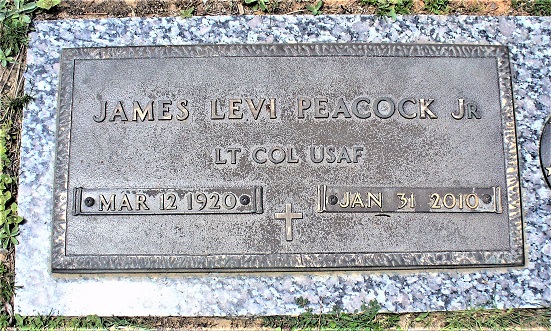 JAMES LEVI PEACOCK JR
LT COL USAF
MAR 12 1920 JAN 31 2010